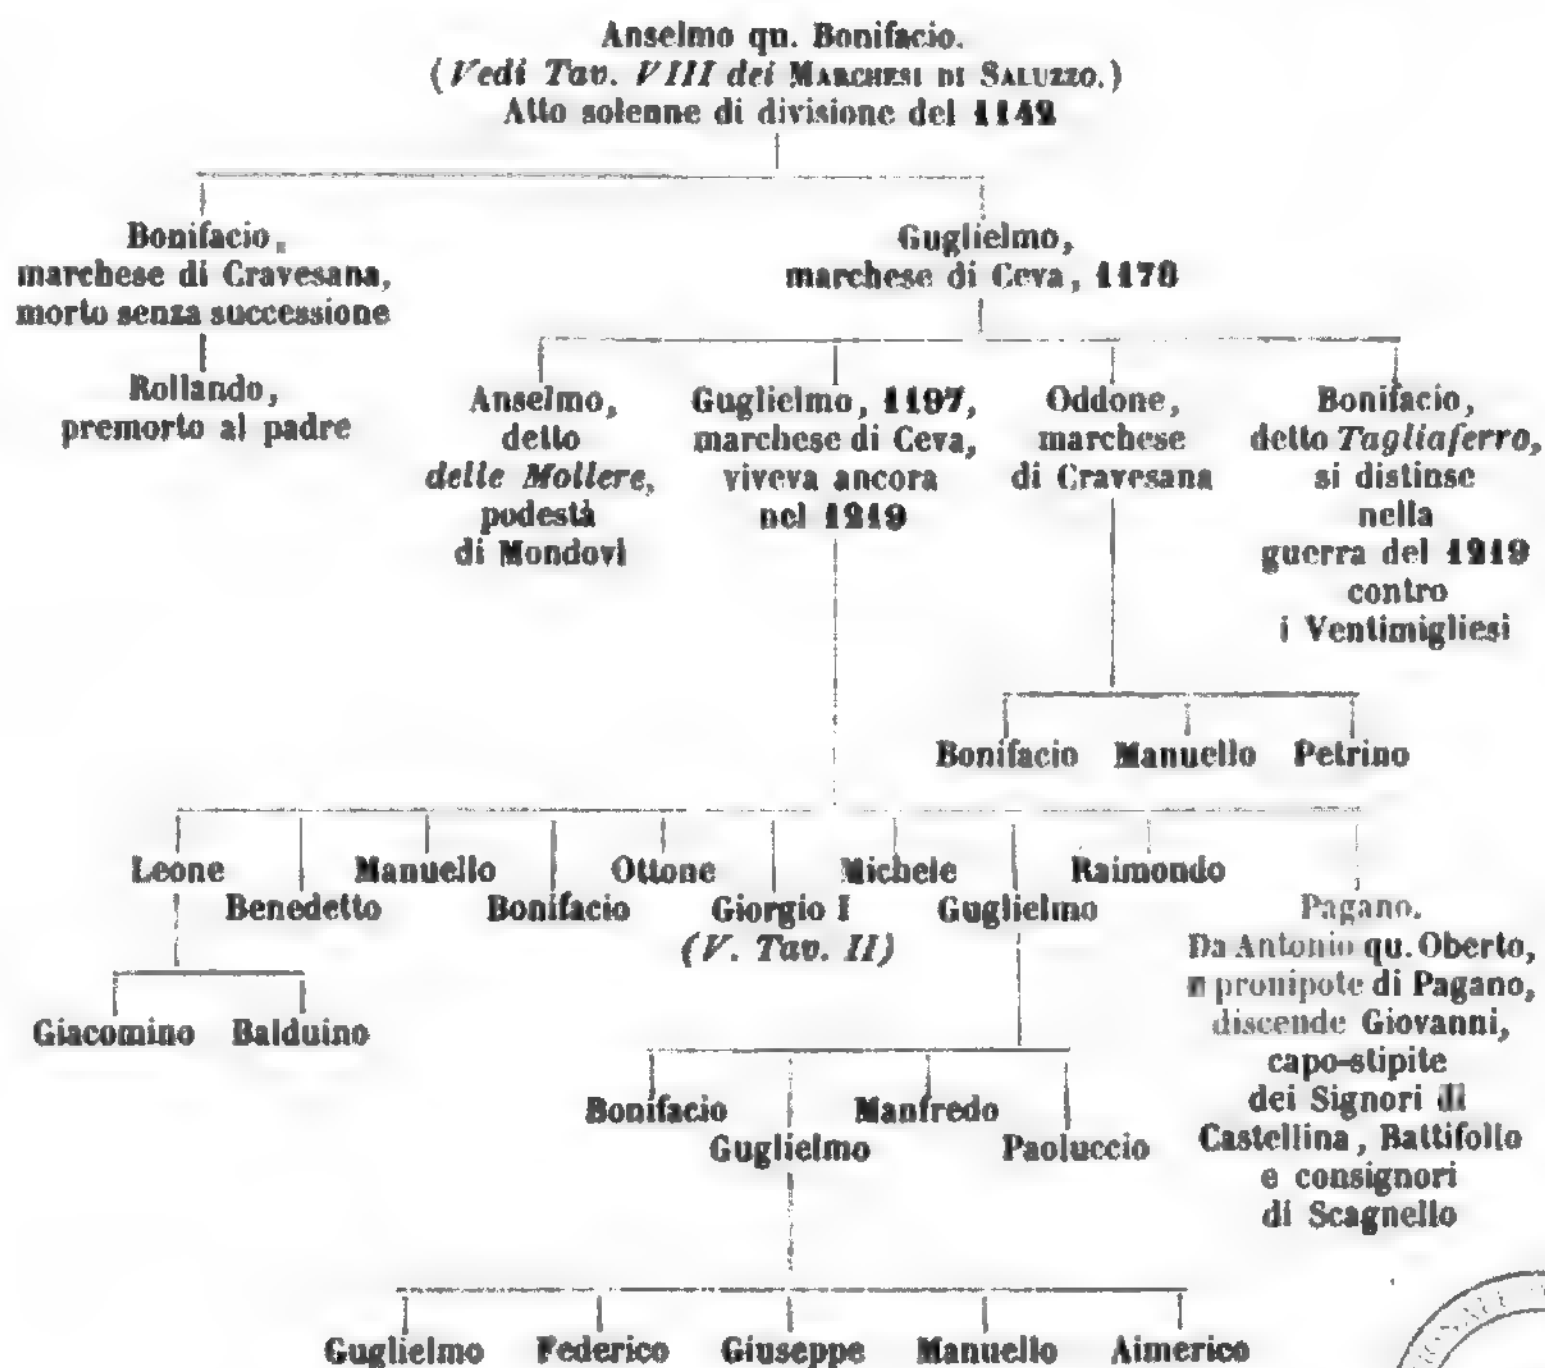 Anselmo qu. Bonifacio.
(Vedi Tav. VIII dei MARCHESI DI SALUZZO.)
Atto solenne di divisione del 1142
Bonifacio,
marchese di Cravesana,
morto senza successione
Rollando,
premorto al padre
Guglielmo,
marchese di Ceva, 1170
Anselmo,
detto
delle Mollere,
podestà
di Mondovì
Guglielmo, 1197,
marchese di Ceva,
viveva ancora
nel 1219
Oddone,
marchese
di Cravesana
Bonifacio,
detto Tagliaferro,
si distinse
nella
guerra del 1219
contro
i Ventimigliesi
Bonifacio Manuello Petrino
Leone Manuello Ottone Michele Raimondo
Benedetto Bonifacio Giorgio I Guglielmo
(V. Tav. II)
Pagano.
Da Antonio qu. Oberto,
pronipote di Pagano,
discende Giovanni,
capo-stipite
dei Signori di
Castellina, Battifollo
e consignori
di Scagnello
Giacomino Balduino
Bonifacio Manfredo
Guglielmo Paoluccio
Guglielmo Federico Giuseppe Manuello Aimerico